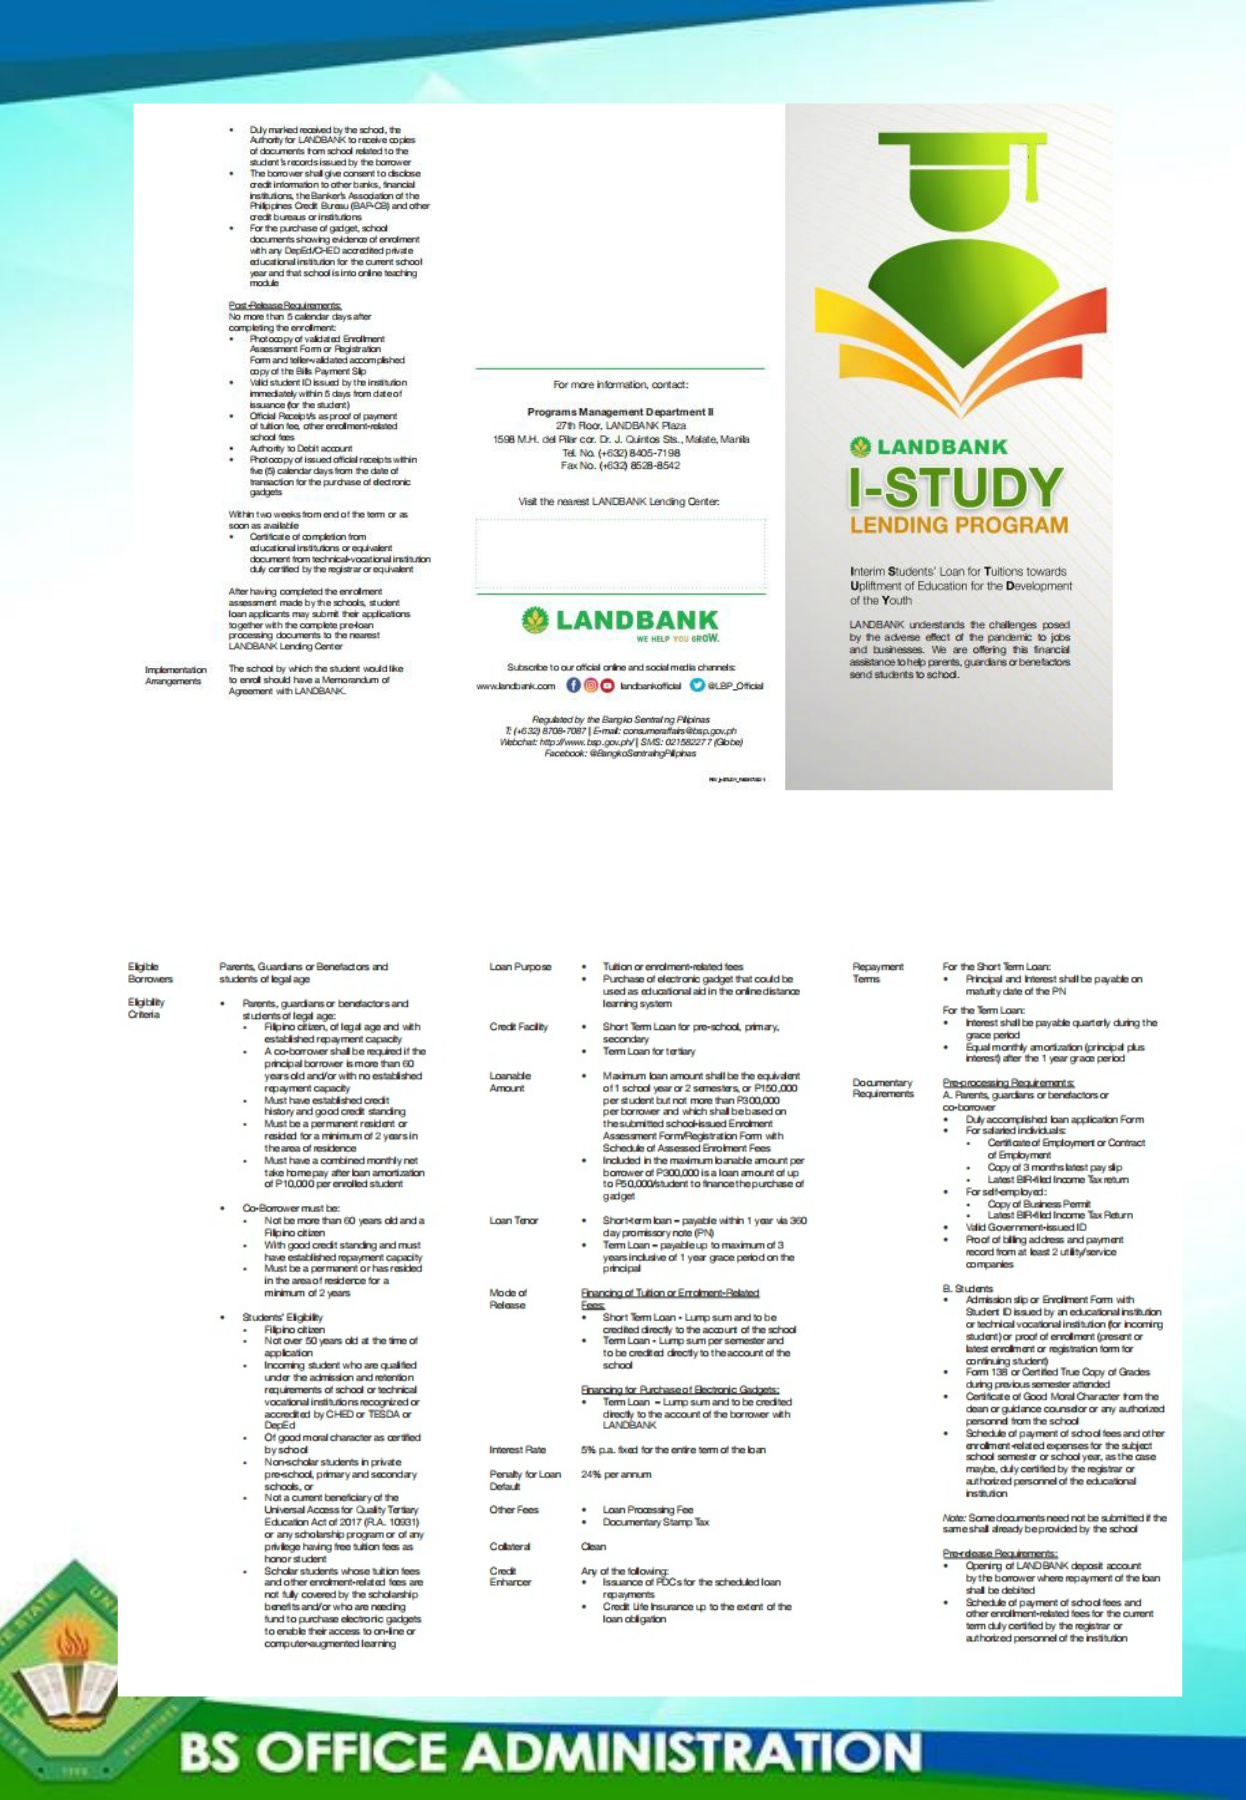 • Duly marked received by the school, the
Authority for LANDBANK to receive copies
of documents from school related to the
student's records issued by the borrower
• The borrower shall give consent to disclose
credit information to other banks, financial
institutions, the Banker's Association of the
Philippines Credit Bureau (BAP-CB) and other
credit bureaus or institutions
• For the purchase of gadget, school
documents showing evidence of enrolment
with any DepEd/CHED accredited private
educational institution for the current school
year and that school is into online teaching
module
Post-Release Requirements:
No more than 5 calendar days after
completing the enrolment:
• Photocopy of validated Enrollment
Assessment Form or Registration
Form and teller-validated accomplished
copy of the Bills Payment Slip
• Valid student ID issued by the institution
immediately within 5 days from date of
issuance (for the student)
• Official Receipt/s as proof of payment
of tuition fee, other enrollment-related
school fees
• Authority to Debit account
• Photocopy of issued official receipts within
five (5) calendar days from the date of
transaction for the purchase of electronic
gadgets
Within two weeks from end of the term or as
soon as available
• Certificate of completion from
educational institutions or equivalent
document from technical-vocational institution
duly certified by the registrar or equivalent
After having completed the enrollment
assessment made by the schools, student
loan applicants may submit their applications
together with the complete pre-loan
processing documents to the nearest
LANDBANK Lending Center
Implementation
Arrangements
The school by which the student would like
to enroll should have a Memorandum of
Agreement with LANDBANK.
For more information, contact:
Programs Management Department II
27th Floor, LANDBANK Plaza
1598 M.H. del Pilar cor. Dr. J. Quintos Sts., Malate, Manila
Tel. No. (+632) 8405-7198
Fax No. (+632) 8528-8542
Visit the nearest LANDBANK Lending Center:
LANDBANK
WE HELP YOU GROW.
Subscribe to our official online and social media channels:
www.landbank.com landbankofficial @LBP_Official
Regulated by the Bangko Sentral ng Pilipinas
T: (+632) 8708-7087 | E-mail: consumeraffairs@bsp.gov.ph
Webchat: http://www.bsp.gov.ph/ | SMS: 021582277 (Globe)
Facebook: @BangkoSentralngPilipinas
LANDBANK
I-STUDY
LENDING PROGRAM
Interim Students' Loan for Tuitions towards
Upliftment of Education for the Development
of the Youth
LANDBANK understands the challenges posed
by the adverse effect of the pandemic to jobs
and businesses. We are offering this financial
assistance to help parents, guardians or benefactors
send students to school.
Eligible
Borrowers
Parents, Guardians or Benefactors and
students of legal age
Eligibility
Criteria
• Parents, guardians or benefactors and
students of legal age:
• Filipino citizen, of legal age and with
established repayment capacity
• A co-borrower shall be required if the
principal borrower is more than 60
years old and/or with no established
repayment capacity
• Must have established credit
history and good credit standing
• Must be a permanent resident or
resided for a minimum of 2 years in
the area of residence
• Must have a combined monthly net
take home pay after loan amortization
of P10,000 per enrolled student
• Co-Borrower must be:
• Not be more than 60 years old and a
Filipino citizen
• With good credit standing and must
have established repayment capacity
• Must be a permanent or has resided
in the area of residence for a
minimum of 2 years
• Students' Eligibility
• Filipino citizen
• Not over 50 years old at the time of
application
• Incoming student who are qualified
under the admission and retention
requirements of school or technical
vocational institutions recognized or
accredited by CHED or TESDA or
DepEd
• Of good moral character as certified
by school
• Non-scholar students in private
pre-school, primary and secondary
schools, or
• Not a current beneficiary of the
Universal Access for Quality Tertiary
Education Act of 2017 (R.A. 10931)
or any scholarship program or of any
privilege having free tuition fees as
honor student
• Scholar students whose tuition fees
and other enrolment-related fees are
not fully covered by the scholarship
benefits and/or who are needing
fund to purchase electronic gadgets
to enable their access to on-line or
computer-augmented learning
Loan Purpose
• Tuition or enrolment-related fees
• Purchase of electronic gadget that could be
used as educational aid in the online distance
learning system
Credit Facility
• Short Term Loan for pre-school, primary,
secondary
• Term Loan for tertiary
Loanable
Amount
• Maximum loan amount shall be the equivalent
of 1 school year or 2 semesters, or P150,000
per student but not more than P300,000
per borrower and which shall be based on
the submitted school-issued Enrolment
Assessment Form/Registration Form with
Schedule of Assessed Enrolment Fees
• Included in the maximum loanable amount per
borrower of P300,000 is a loan amount of up
to P50,000/student to finance the purchase of
gadget
Loan Tenor
• Short-term loan – payable within 1 year via 360
day promissory note (PN)
• Term Loan – payable up to maximum of 3
years inclusive of 1 year grace period on the
principal
Mode of
Release
Financing of Tuition or Enrolment-Related
Fees:
• Short Term Loan - Lump sum and to be
credited directly to the account of the school
• Term Loan - Lump sum per semester and
to be credited directly to the account of the
school
Financing for Purchase of Electronic Gadgets:
• Term Loan – Lump sum and to be credited
directly to the account of the borrower with
LANDBANK
Interest Rate
5% p.a. fixed for the entire term of the loan
Penalty for Loan
Default
24% per annum
Other Fees
• Loan Processing Fee
• Documentary Stamp Tax
Collateral
Clean
Credit
Enhancer
Any of the following:
• Issuance of PDCs for the scheduled loan
repayments
• Credit Life Insurance up to the extent of the
loan obligation
Repayment
Terms
For the Short Term Loan:
• Principal and Interest shall be payable on
maturity date of the PN
For the Term Loan:
• Interest shall be payable quarterly during the
grace period
• Equal monthly amortization (principal plus
interest) after the 1 year grace period
Documentary
Requirements
Pre-processing Requirements:
A. Parents, guardians or benefactors or
co-borrower
• Duly accomplished loan application Form
• For salaried individuals:
• Certificate of Employment or Contract
of Employment
• Copy of 3 months latest pay slip
• Latest BIR-filed Income Tax return
• For self-employed:
• Copy of Business Permit
• Latest BIR-filed Income Tax Return
• Valid Government-issued ID
• Proof of billing address and payment
record from at least 2 utility/service
companies
B. Students
• Admission slip or Enrollment Form with
Student ID issued by an educational institution
or technical vocational institution (for incoming
student) or proof of enrollment (present or
latest enrollment or registration form for
continuing student)
• Form 138 or Certified True Copy of Grades
during previous semester attended
• Certificate of Good Moral Character from the
dean or guidance counselor or any authorized
personnel from the school
• Schedule of payment of school fees and other
enrollment-related expenses for the subject
school semester or school year, as the case
maybe, duly certified by the registrar or
authorized personnel of the educational
institution
Note: Some documents need not be submitted if the
same shall already be provided by the school
Pre-release Requirements:
• Opening of LANDBANK deposit account
by the borrower where repayment of the loan
shall be debited
• Schedule of payment of school fees and
other enrollment-related fees for the current
term duly certified by the registrar or
authorized personnel of the institution
BS OFFICE ADMINISTRATION